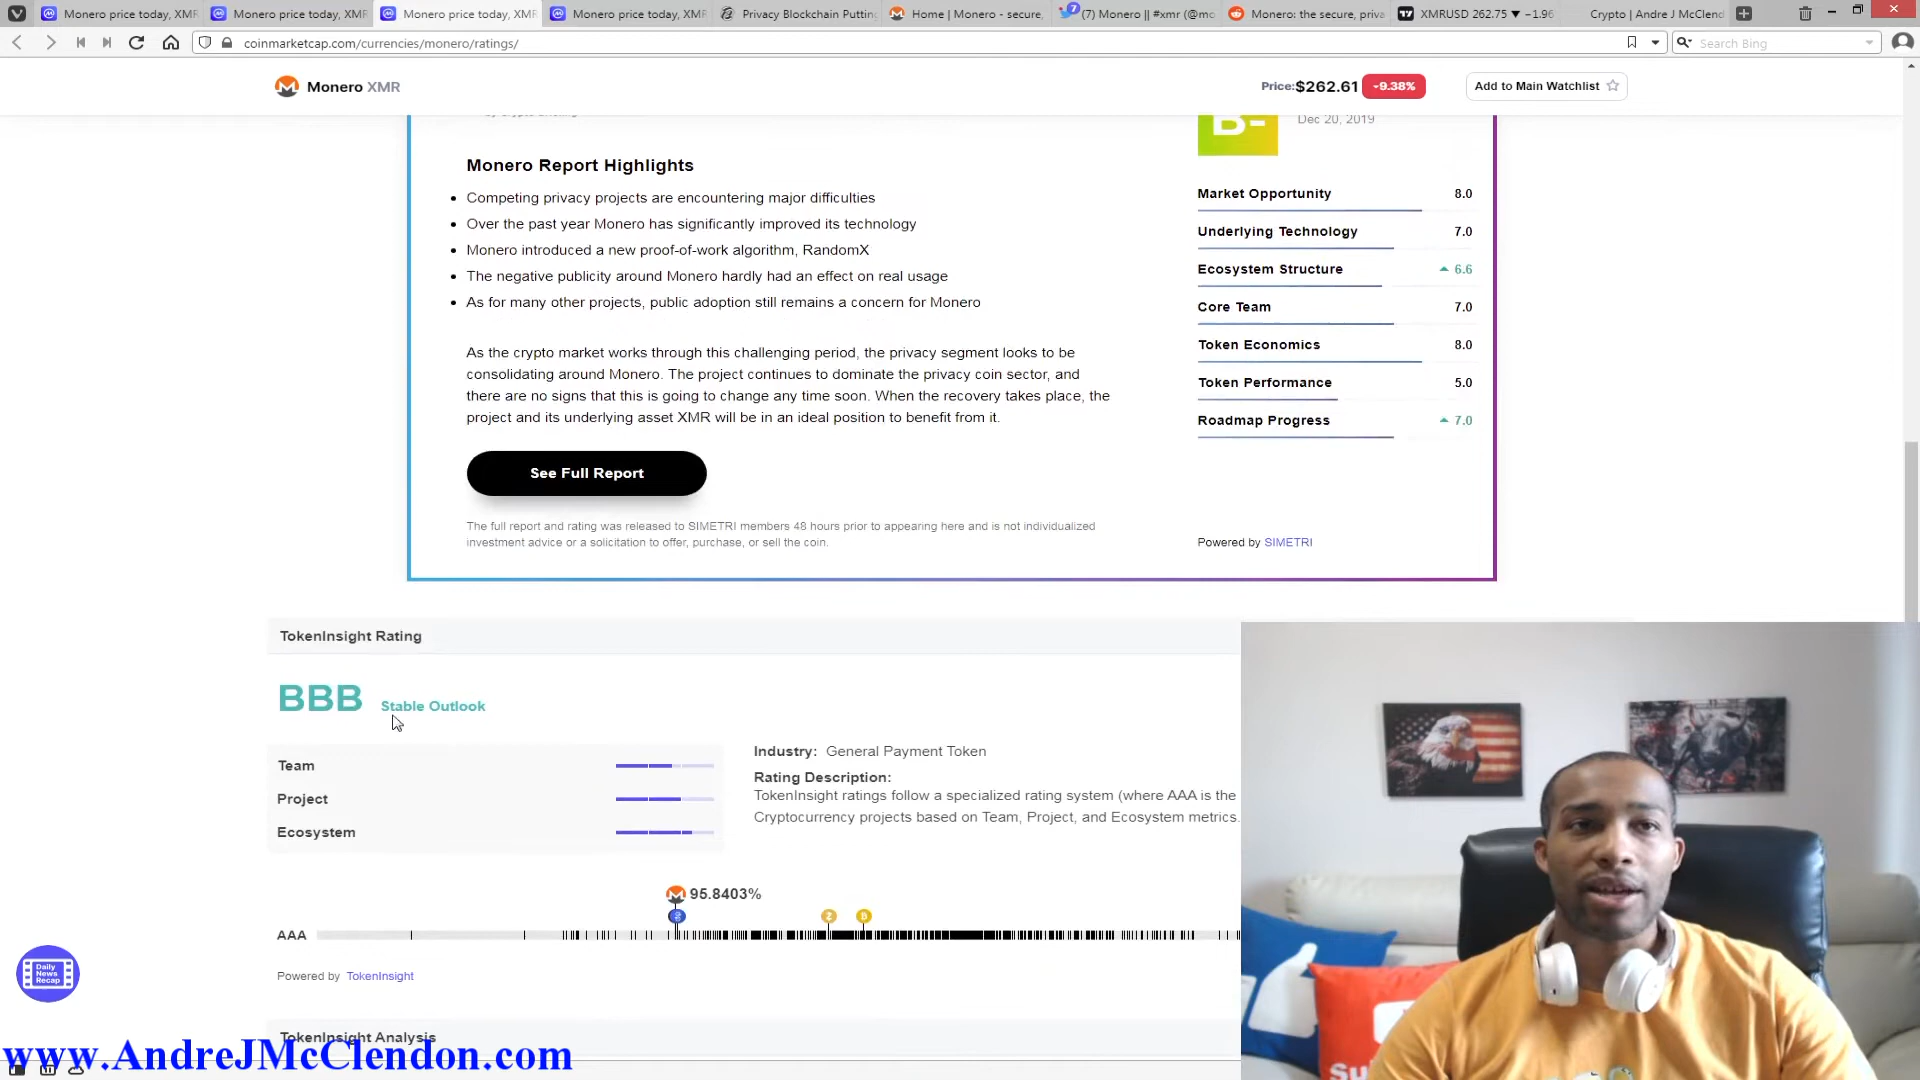 Monero price today, XMR
Monero price today, XMR
Monero price today, XMR
Monero price today, XMR
Privacy Blockchain Putting
Home | Monero - secure,
(7) Monero || #xmr (@mo
Monero: the secure, priva
XMRUSD 262.75 ▼ −1.96
Crypto | Andre J McClend
coinmarketcap.com/currencies/monero/ratings/
Search Bing
Monero XMR
Price: $262.61 -9.38%
Add to Main Watchlist
B-
Dec 20, 2019
Monero Report Highlights
• Competing privacy projects are encountering major difficulties
• Over the past year Monero has significantly improved its technology
• Monero introduced a new proof-of-work algorithm, RandomX
• The negative publicity around Monero hardly had an effect on real usage
• As for many other projects, public adoption still remains a concern for Monero
As the crypto market works through this challenging period, the privacy segment looks to be
consolidating around Monero. The project continues to dominate the privacy coin sector, and
there are no signs that this is going to change any time soon. When the recovery takes place, the
project and its underlying asset XMR will be in an ideal position to benefit from it.
See Full Report
The full report and rating was released to SIMETRI members 48 hours prior to appearing here and is not individualized
investment advice or a solicitation to offer, purchase, or sell the coin.
Market Opportunity 8.0
Underlying Technology 7.0
Ecosystem Structure 6.6
Core Team 7.0
Token Economics 8.0
Token Performance 5.0
Roadmap Progress 7.0
Powered by SIMETRI
TokenInsight Rating
BBB Stable Outlook
Team
Project
Ecosystem
Industry: General Payment Token
Rating Description:
TokenInsight ratings follow a specialized rating system (where AAA is the
Cryptocurrency projects based on Team, Project, and Ecosystem metrics.
95.8403%
AAA
Powered by TokenInsight
Daily
News
Recap
TokenInsight Analysis
www.AndreJMcClendon.com